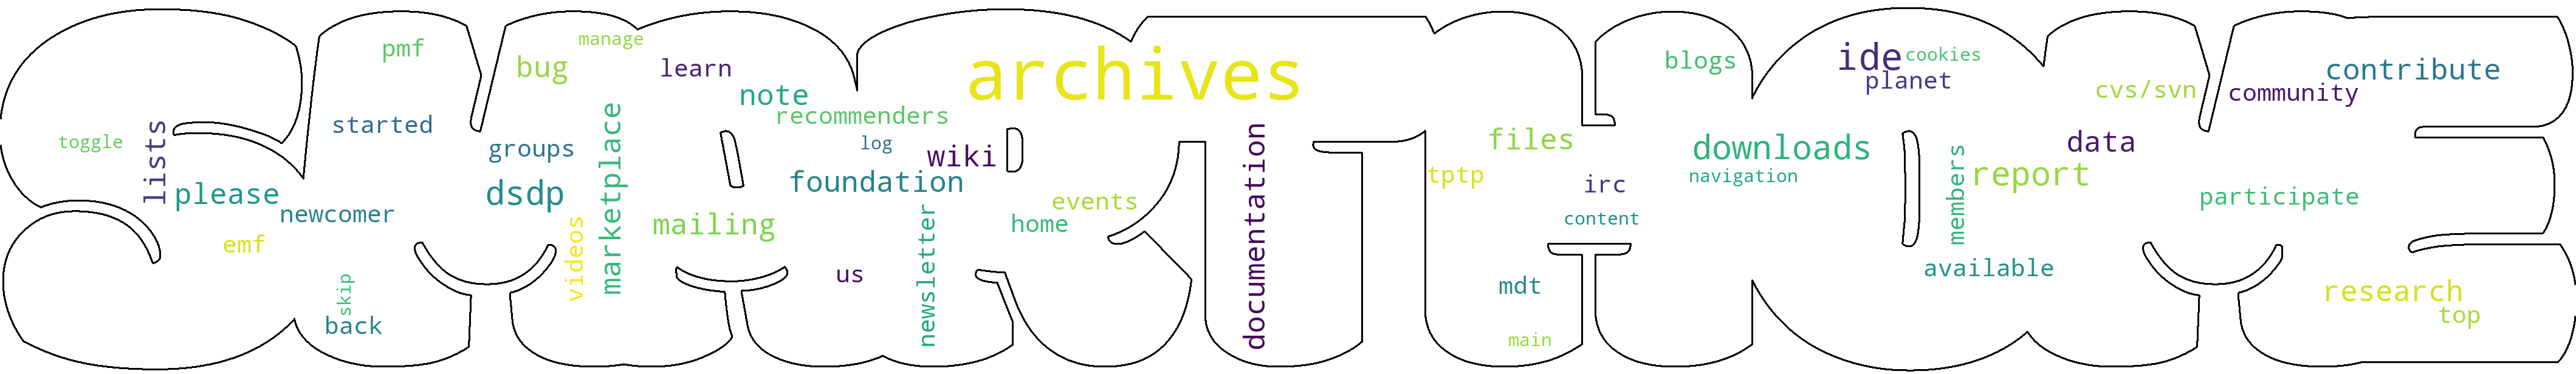 toggle
lists
please
newcomer
emf
skip
back
pmf
started
bug
manage
groups
dsdp
videos
marketplace
learn
mailing
note
recommenders
log
foundation
wiki
us
newsletter
archives
events
home
documentation
tptp
files
irc
content
mdt
main
blogs
downloads
navigation
ide
cookies
planet
members
report
available
data
cvs/svn
community
contribute
participate
research
top